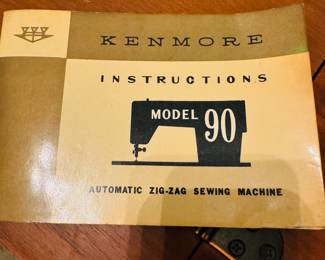 KENMORE
INSTRUCTIONS
MODEL 90
AUTOMATIC ZIG-ZAG SEWING MACHINE